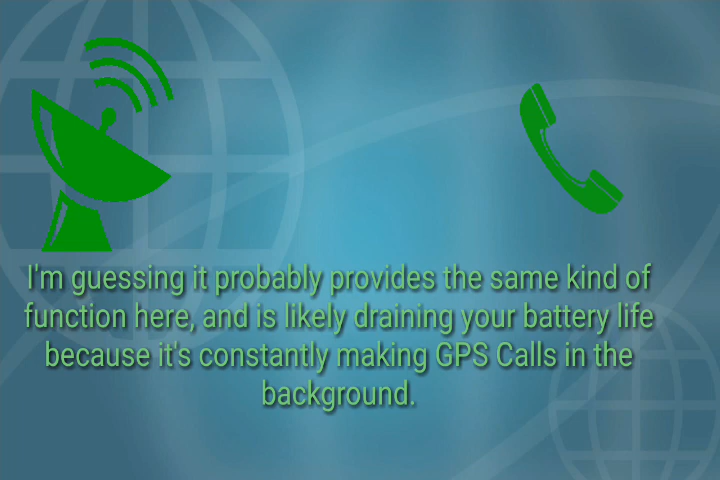 I'm guessing it probably provides the same kind of
function here, and is likely draining your battery life
because it's constantly making GPS Calls in the
background.